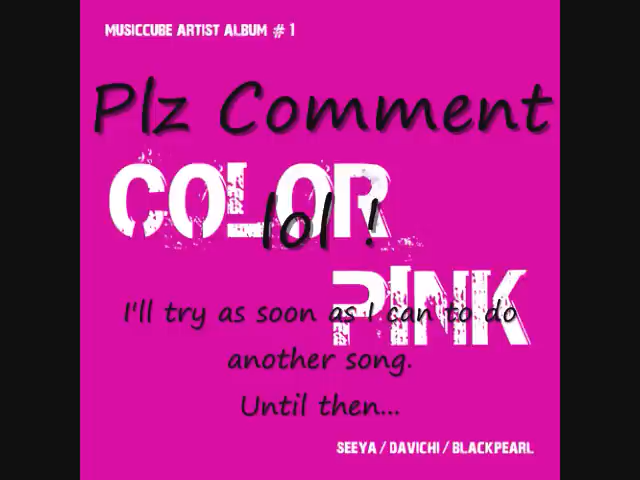 MUSICCUBE ARTIST ALBUM # 1
Plz Comment
COLOR
lol !
PINK
I'll try as soon as I can to do
another song.
Until then...
SEEYA / DAVICHI / BLACKPEARL